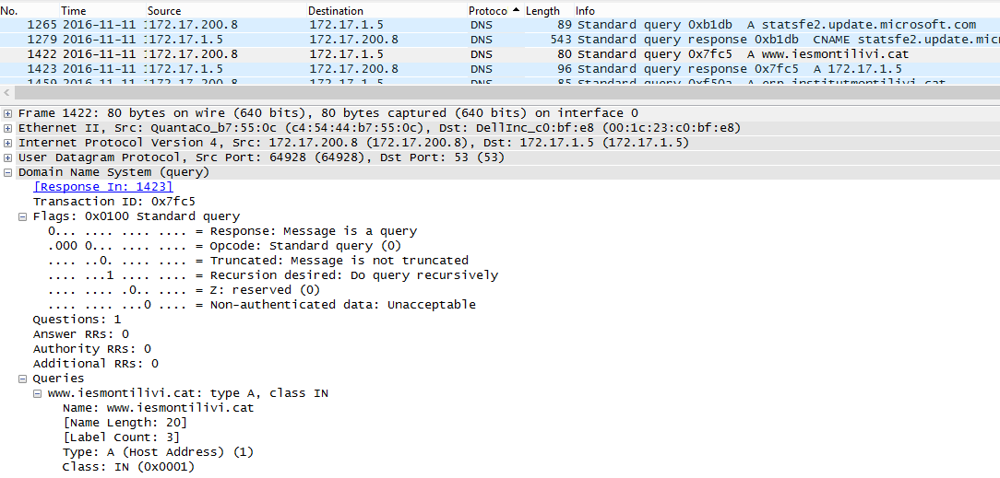 No. Time Source Destination Protoco Length Info
1265 2016-11-11 172.17.200.8 172.17.1.5 DNS 89 Standard query 0xb1db A statsfe2.update.microsoft.com
1279 2016-11-11 172.17.1.5 172.17.200.8 DNS 543 Standard query response 0xb1db CNAME statsfe2.update.mic
1422 2016-11-11 172.17.200.8 172.17.1.5 DNS 80 Standard query 0x7fc5 A www.iesmontilivi.cat
1423 2016-11-11 172.17.1.5 172.17.200.8 DNS 96 Standard query response 0x7fc5 A 172.17.1.5
1459 2016-11-11 172.17.200.8 172.17.1.5 DNS 85 Standard query 0xf50a A erp.institutmontilivi.cat
Frame 1422: 80 bytes on wire (640 bits), 80 bytes captured (640 bits) on interface 0
Ethernet II, Src: QuantaCo_b7:55:0c (c4:54:44:b7:55:0c), Dst: DellInc_c0:bf:e8 (00:1c:23:c0:bf:e8)
Internet Protocol Version 4, Src: 172.17.200.8 (172.17.200.8), Dst: 172.17.1.5 (172.17.1.5)
User Datagram Protocol, Src Port: 64928 (64928), Dst Port: 53 (53)
Domain Name System (query)
[Response In: 1423]
Transaction ID: 0x7fc5
Flags: 0x0100 Standard query
0... .... .... .... = Response: Message is a query
.000 0... .... .... = Opcode: Standard query (0)
.... ..0. .... .... = Truncated: Message is not truncated
.... ...1 .... .... = Recursion desired: Do query recursively
.... .... .0.. .... = Z: reserved (0)
.... .... ...0 .... = Non-authenticated data: Unacceptable
Questions: 1
Answer RRs: 0
Authority RRs: 0
Additional RRs: 0
Queries
www.iesmontilivi.cat: type A, class IN
Name: www.iesmontilivi.cat
[Name Length: 20]
[Label Count: 3]
Type: A (Host Address) (1)
Class: IN (0x0001)